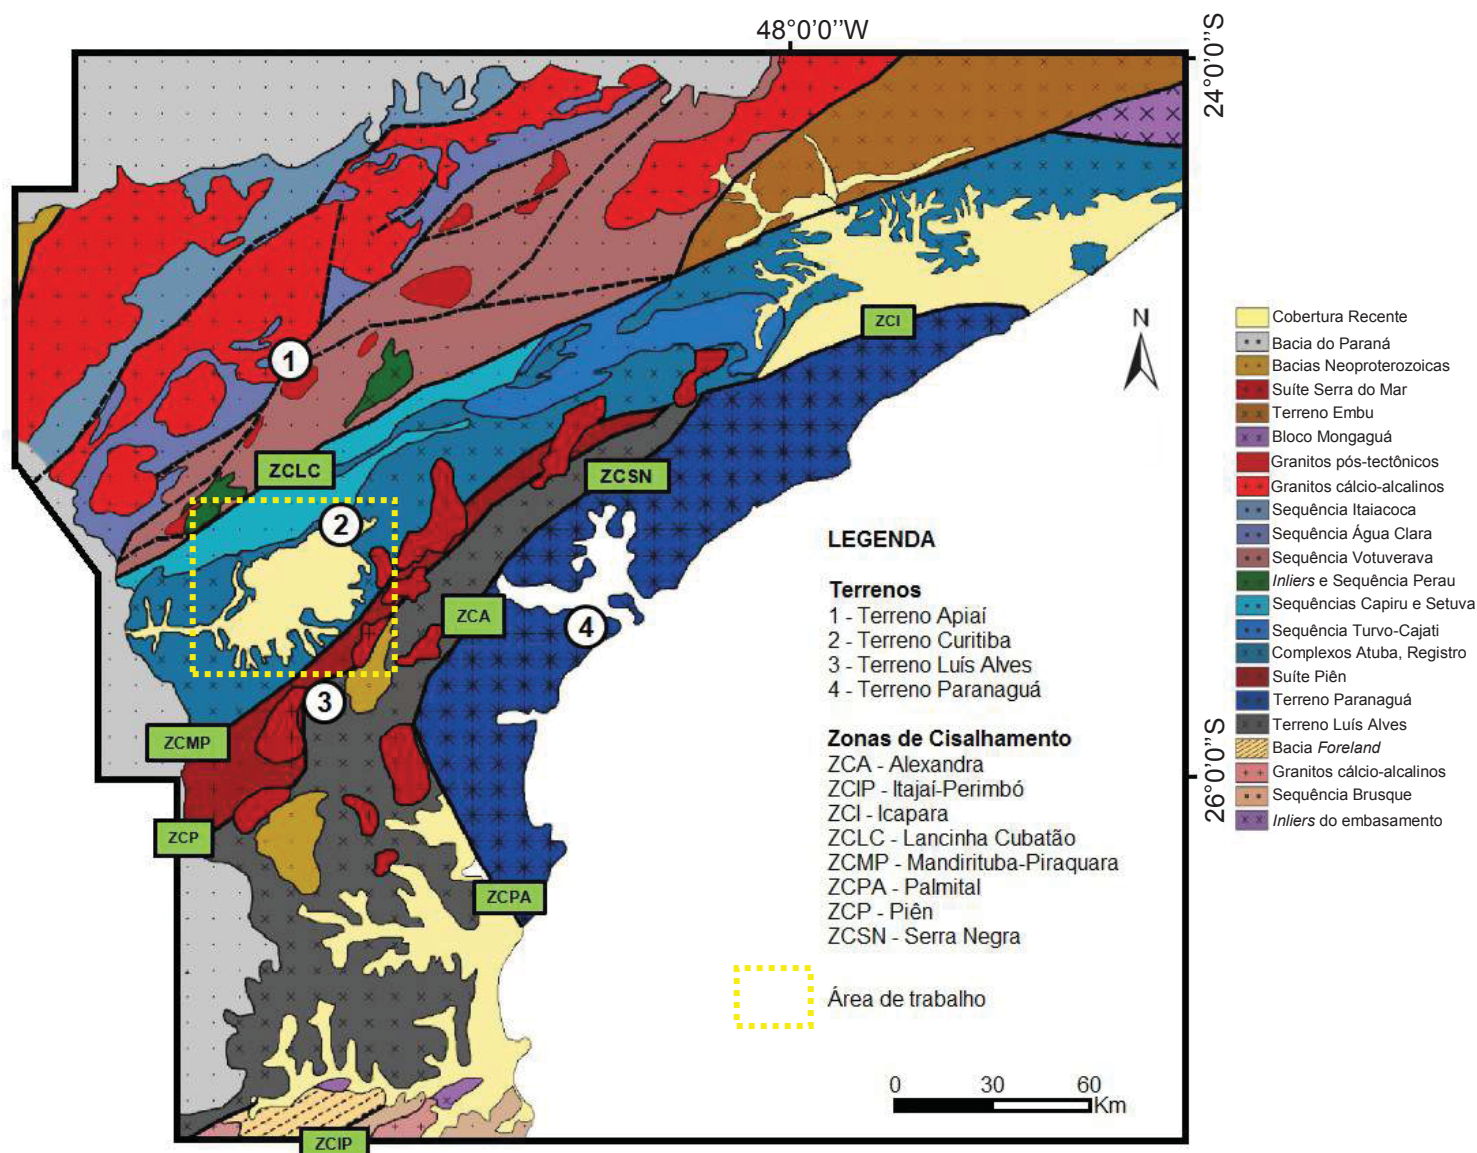 48°0'0''W
24°0'0''S
ZCI
N
1
ZCLC
ZCSN
2
ZCA
4
3
ZCMP
ZCP
ZCPA
ZCIP
26°0'0''S
LEGENDA
Terrenos
1 - Terreno Apiaí
2 - Terreno Curitiba
3 - Terreno Luís Alves
4 - Terreno Paranaguá
Zonas de Cisalhamento
ZCA - Alexandra
ZCIP - Itajaí-Perimbó
ZCI - Icapara
ZCLC - Lancinha Cubatão
ZCMP - Mandirituba-Piraquara
ZCPA - Palmital
ZCP - Piên
ZCSN - Serra Negra
Área de trabalho
0 30 60
Km
Cobertura Recente
Bacia do Paraná
Bacias Neoproterozoicas
Suíte Serra do Mar
Terreno Embu
Bloco Mongaguá
Granitos pós-tectônicos
Granitos cálcio-alcalinos
Sequência Itaiacoca
Sequência Água Clara
Sequência Votuverava
Inliers e Sequência Perau
Sequências Capiru e Setuva
Sequência Turvo-Cajati
Complexos Atuba, Registro
Suíte Piên
Terreno Paranaguá
Terreno Luís Alves
Bacia Foreland
Granitos cálcio-alcalinos
Sequência Brusque
Inliers do embasamento